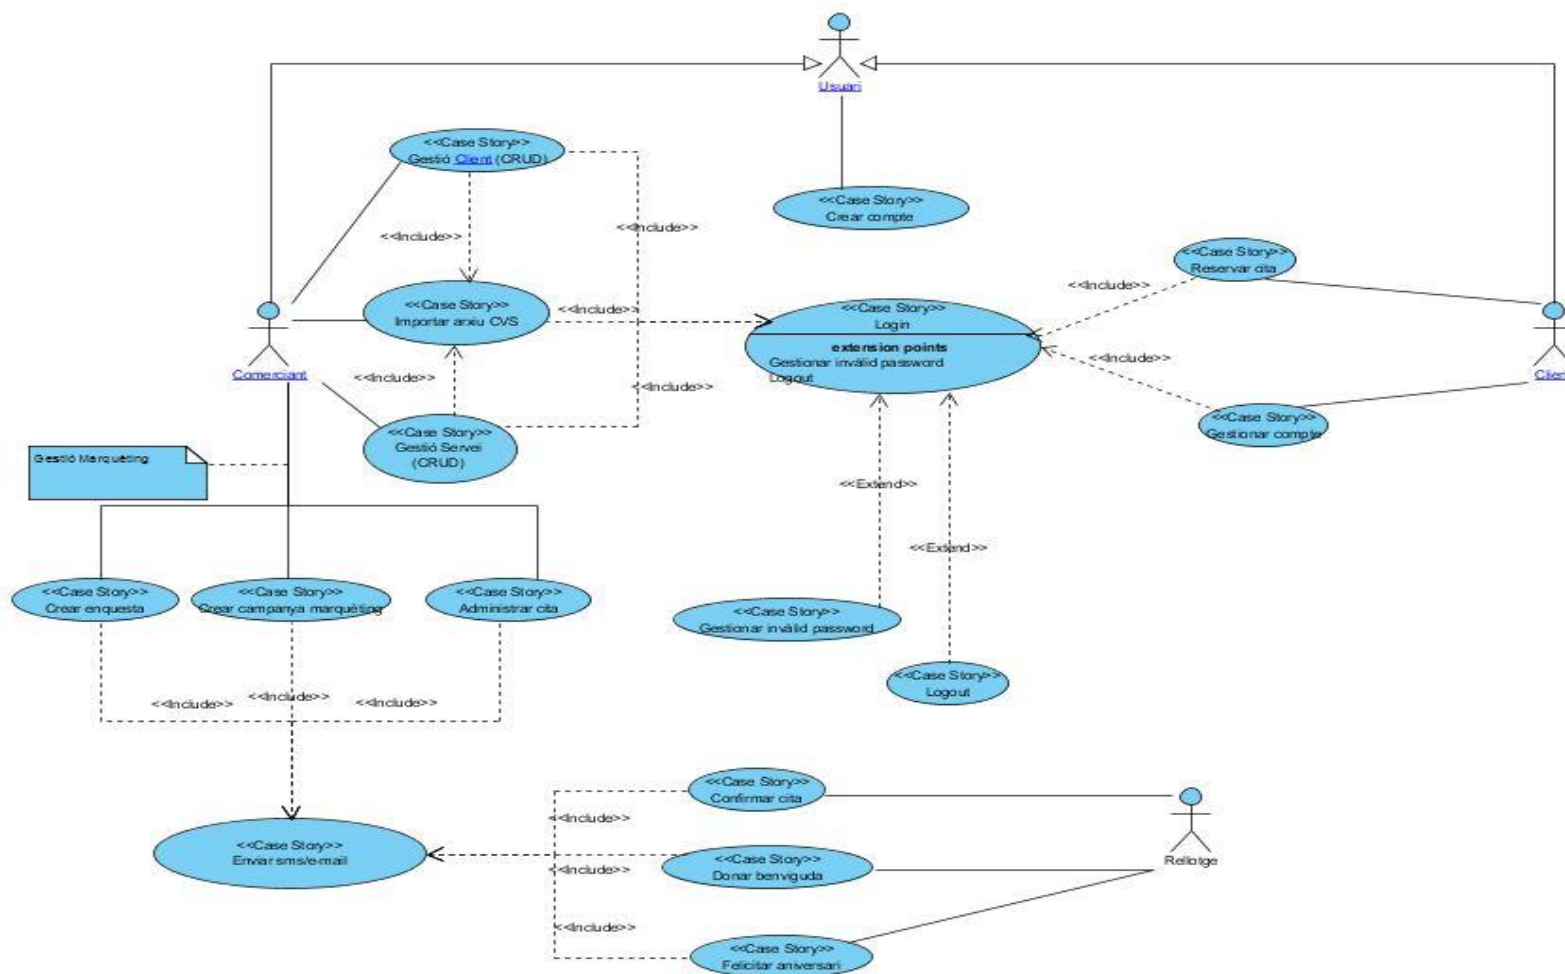 Usuari
<<Case Story>>
Gestió Client (CRUD)
<<Case Story>>
Crear compte
<<Include>>
<<Include>>
<<Case Story>>
Reservar cita
<<Include>>
<<Case Story>>
Importar arxiu CVS
<<Include>>
<<Case Story>>
Login
extension points
Gestionar invàlid password
Logout
<<Include>>
Comerciant
<<Include>>
<<Include>>
Client
<<Case Story>>
Gestió Servei
(CRUD)
<<Case Story>>
Gestionar compte
Gestió Marquèting
<<Extend>>
<<Extend>>
<<Case Story>>
Crear enquesta
<<Case Story>>
Crear campanya marquèting
<<Case Story>>
Administrar cita
<<Case Story>>
Gestionar invàlid password
<<Case Story>>
Logout
<<Include>>
<<Include>>
<<Include>>
<<Case Story>>
Confirmar cita
<<Include>>
<<Case Story>>
Enviar sms/e-mail
<<Case Story>>
Donar benviguda
<<Include>>
Rellotge
<<Include>>
<<Case Story>>
Felicitar aniversari